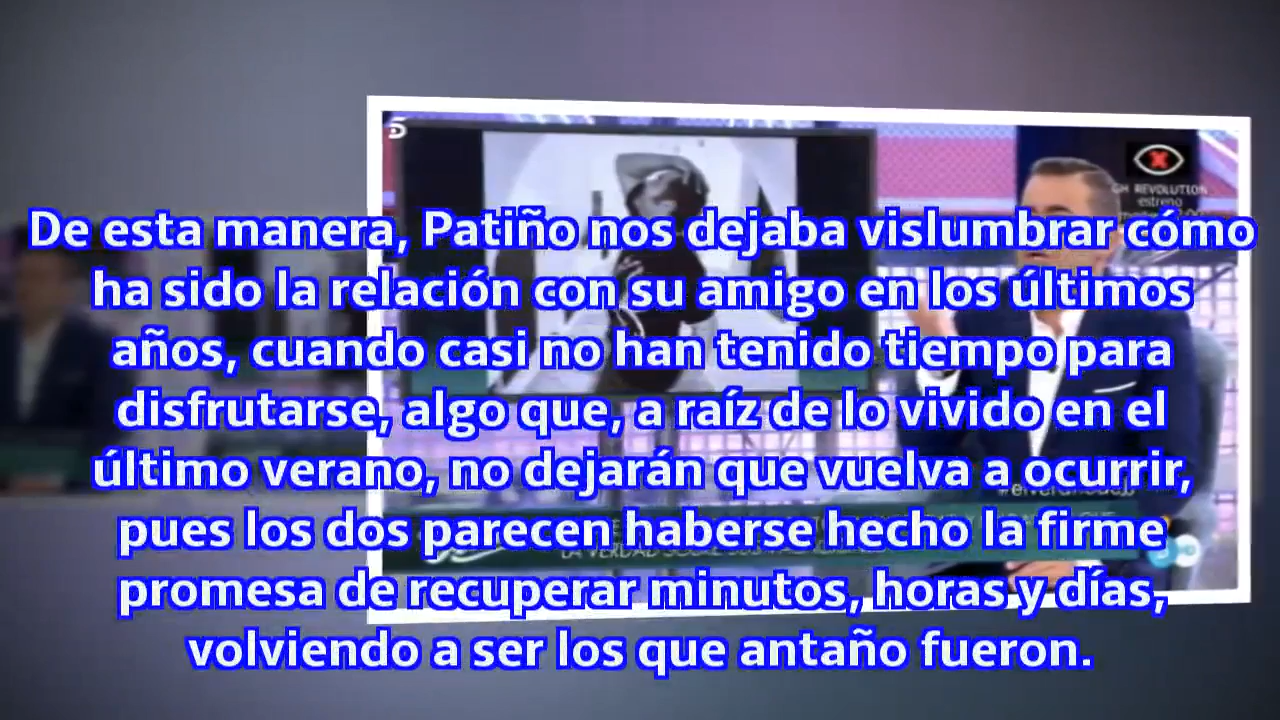 GH REVOLUTION
estreno
De esta manera, Patiño nos dejaba vislumbrar cómo
ha sido la relación con su amigo en los últimos
años, cuando casi no han tenido tiempo para
disfrutarse, algo que, a raíz de lo vivido en el
último verano, no dejarán que vuelva a ocurrir,
pues los dos parecen haberse hecho la firme
promesa de recuperar minutos, horas y días,
volviendo a ser los que antaño fueron.